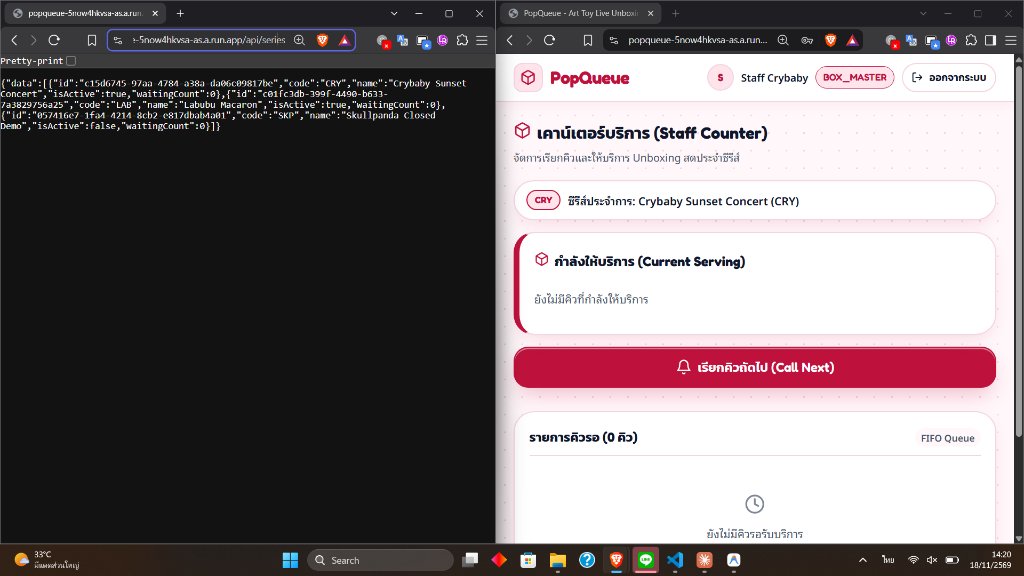 popqueue-5now4hkvsa-as.a.run.app
-5now4hkvsa-as.a.run.app/api/series
Pretty-print
{"data":[{"id":"c15d6745-97aa-4784-a38a-da06c09817be","code":"CRY","name":"Crybaby Sunset
Concert","isActive":true,"waitingCount":0},{"id":"c01fc3db-399f-4490-b633-
7a3829756a25","code":"LAB","name":"Labubu Macaron","isActive":true,"waitingCount":0},
{"id":"057416e7-1fa4-4214-8cb2-e817dbab4a01","code":"SKP","name":"Skullpanda Closed
Demo","isActive":false,"waitingCount":0}]}
PopQueue - Art Toy Live Unboxin
popqueue-5now4hkvsa-as.a.run...
PopQueue
S
Staff Crybaby
BOX_MASTER
ออกจากระบบ
เคาน์เตอร์บริการ (Staff Counter)
จัดการเรียกคิวและให้บริการ Unboxing สดประจำซีรีส์
CRY
ซีรีส์ประจำการ: Crybaby Sunset Concert (CRY)
กำลังให้บริการ (Current Serving)
ยังไม่มีคิวที่กำลังให้บริการ
เรียกคิวถัดไป (Call Next)
รายการคิวรอ (0 คิว)
FIFO Queue
ยังไม่มีคิวรอรับบริการ
33°C
มีแดดส่วนใหญ่
Search
ไทย
14:20
18/11/2569